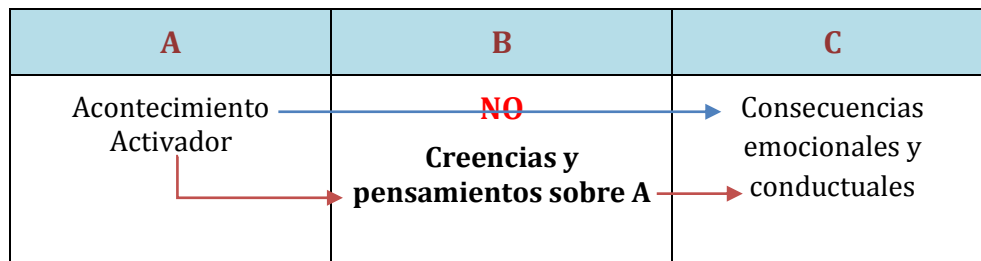 A
B
C
Acontecimiento
Activador
NO
Creencias y
pensamientos sobre A
Consecuencias
emocionales y
conductuales